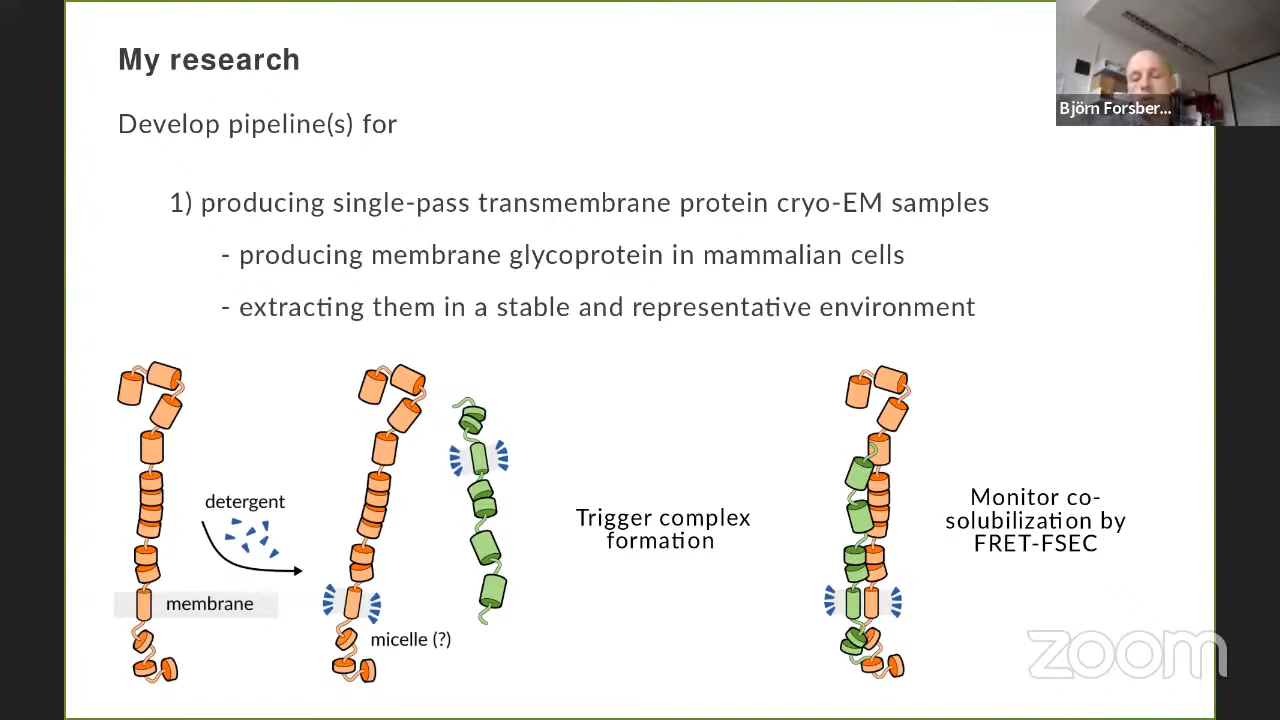 My research
Björn Forsber...
Develop pipeline(s) for
1) producing single-pass transmembrane protein cryo-EM samples
- producing membrane glycoprotein in mammalian cells
- extracting them in a stable and representative environment
detergent
membrane
micelle (?)
Trigger complex
formation
Monitor co-
solubilization by
FRET-FSEC
zoom